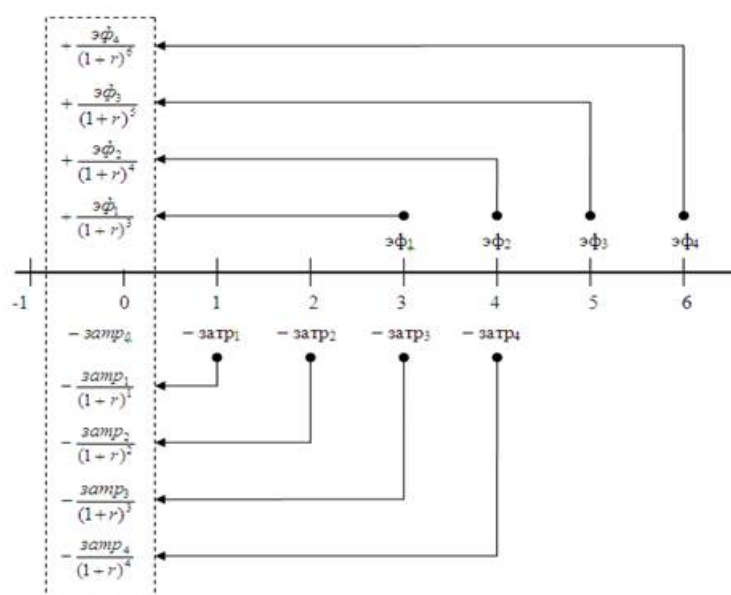 + эф₄/(1+r)⁶
+ эф₃/(1+r)⁵
+ эф₂/(1+r)⁴
+ эф₁/(1+r)³
эф₁ эф₂ эф₃ эф₄
-1 0 1 2 3 4 5 6
− затр₀ − затр₁ − затр₂ − затр₃ − затр₄
− затр₁/(1+r)¹
− затр₂/(1+r)²
− затр₃/(1+r)³
− затр₄/(1+r)⁴